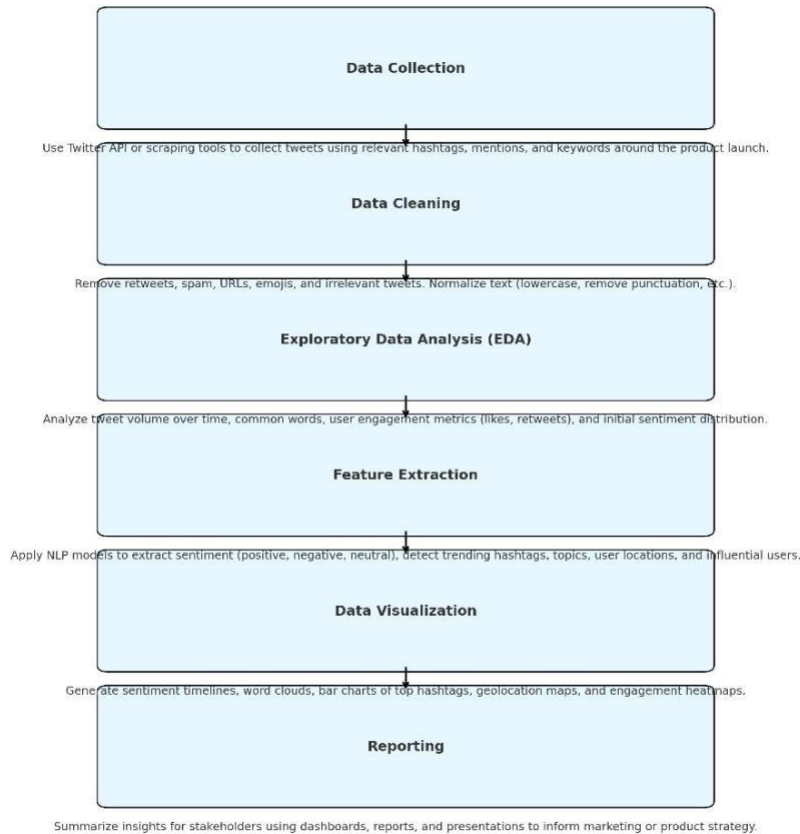 Data Collection
Use Twitter API or scraping tools to collect tweets using relevant hashtags, mentions, and keywords around the product launch.
Data Cleaning
Remove retweets, spam, URLs, emojis, and irrelevant tweets. Normalize text (lowercase, remove punctuation, etc.).
Exploratory Data Analysis (EDA)
Analyze tweet volume over time, common words, user engagement metrics (likes, retweets), and initial sentiment distribution.
Feature Extraction
Apply NLP models to extract sentiment (positive, negative, neutral), detect trending hashtags, topics, user locations, and influential users.
Data Visualization
Generate sentiment timelines, word clouds, bar charts of top hashtags, geolocation maps, and engagement heatmaps.
Reporting
Summarize insights for stakeholders using dashboards, reports, and presentations to inform marketing or product strategy.